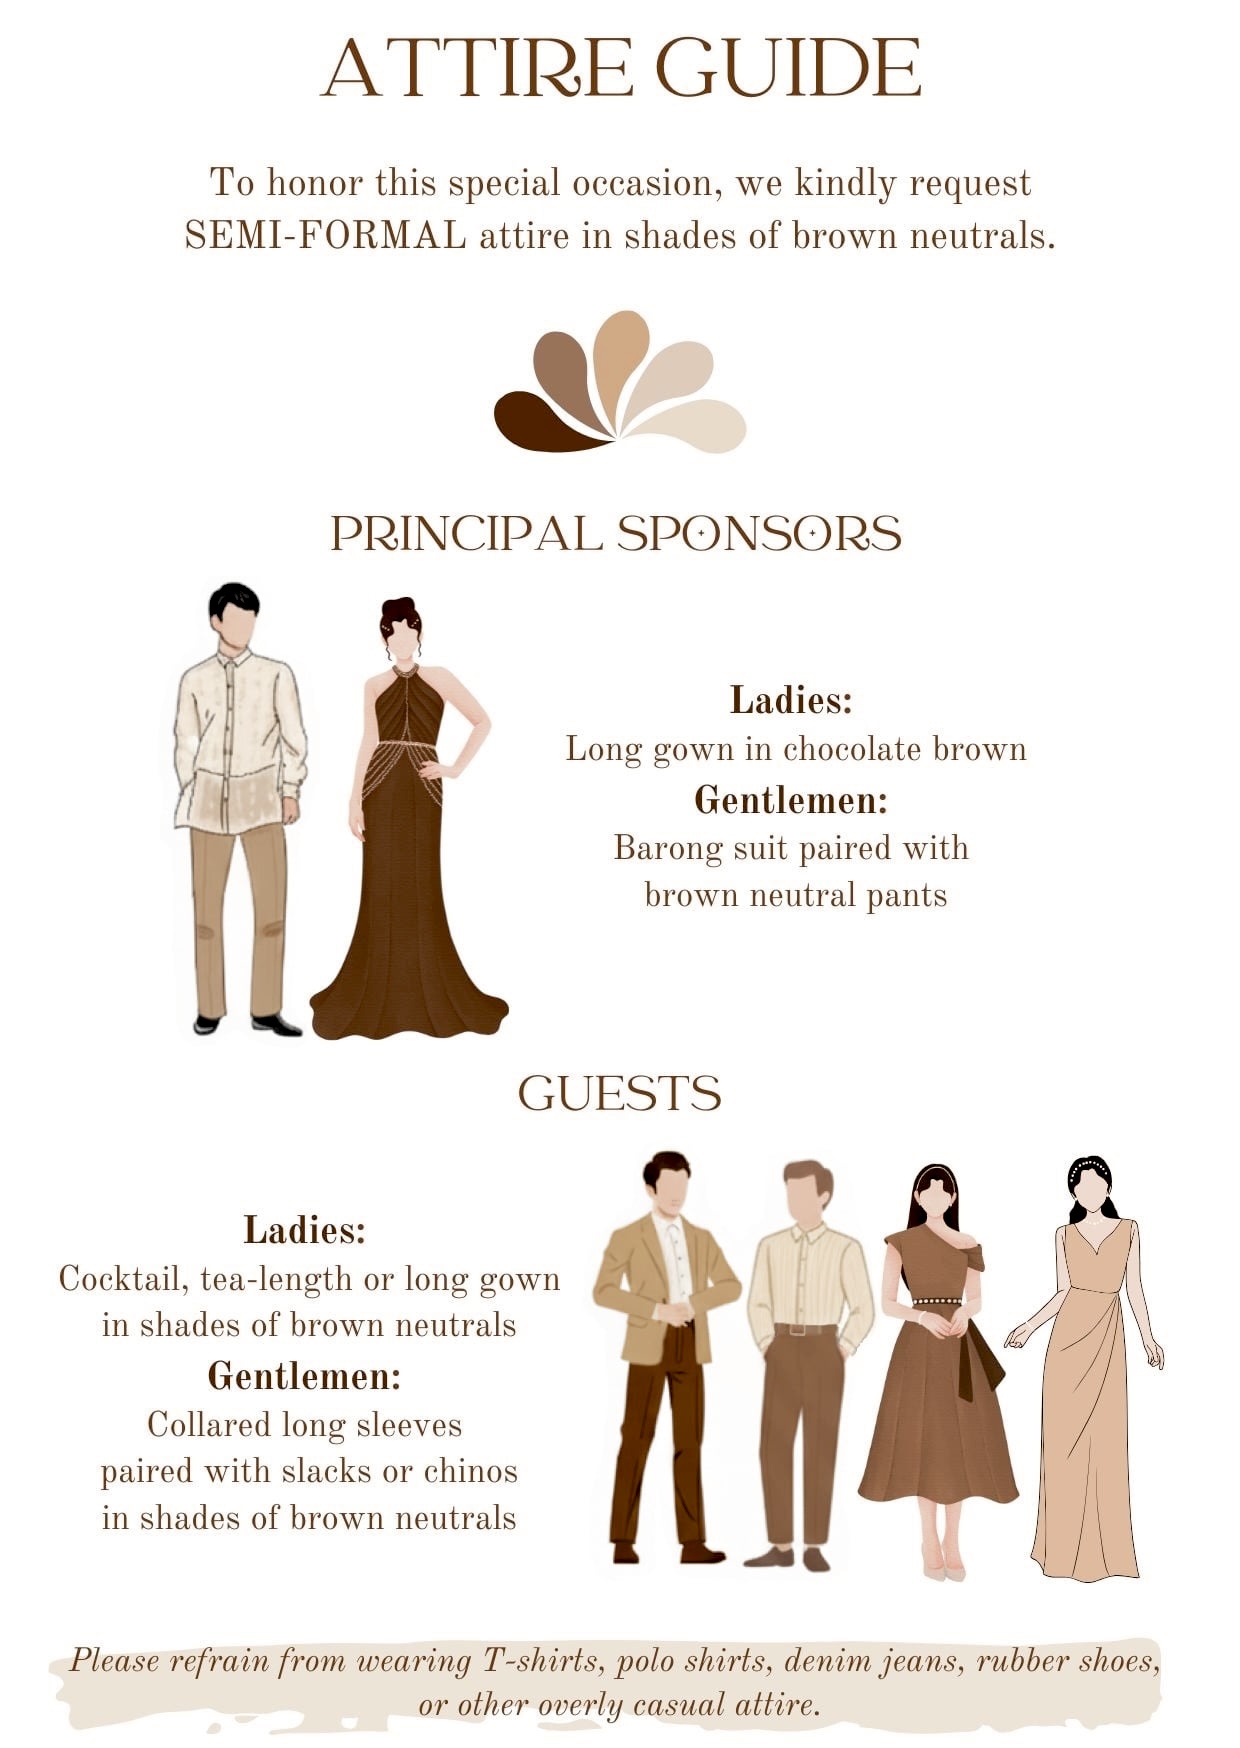 ATTIRE GUIDE
To honor this special occasion, we kindly request
SEMI-FORMAL attire in shades of brown neutrals.
PRINCIPAL SPONSORS
Ladies:
Long gown in chocolate brown
Gentlemen:
Barong suit paired with
brown neutral pants
GUESTS
Ladies:
Cocktail, tea-length or long gown
in shades of brown neutrals
Gentlemen:
Collared long sleeves
paired with slacks or chinos
in shades of brown neutrals
Please refrain from wearing T-shirts, polo shirts, denim jeans, rubber shoes,
or other overly casual attire.